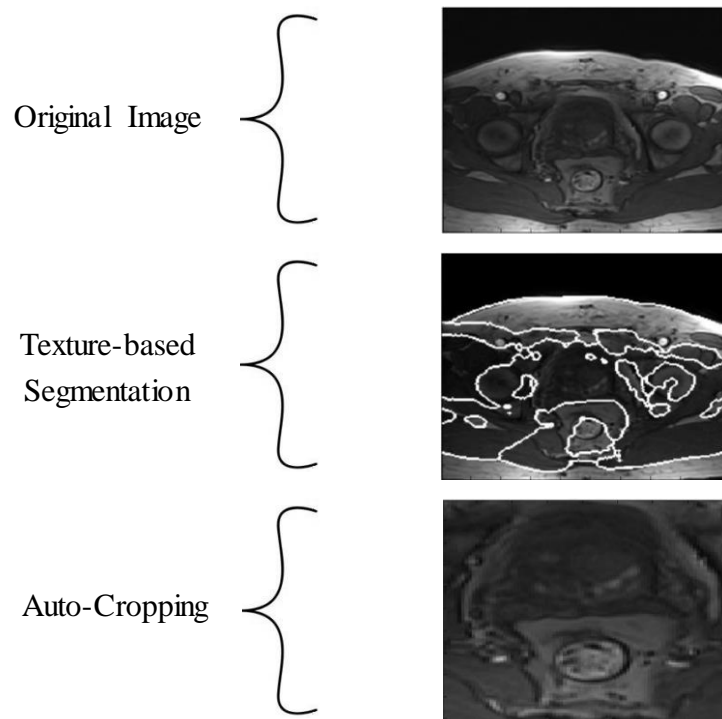 Original Image
Texture-based
Segmentation
Auto-Cropping